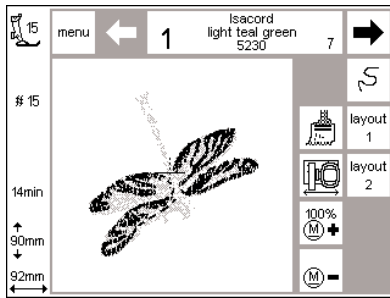 15
menu
1
Isacord
light teal green
5230
7
# 15
layout
1
layout
2
14min
100%
M +
90mm
92mm
M -